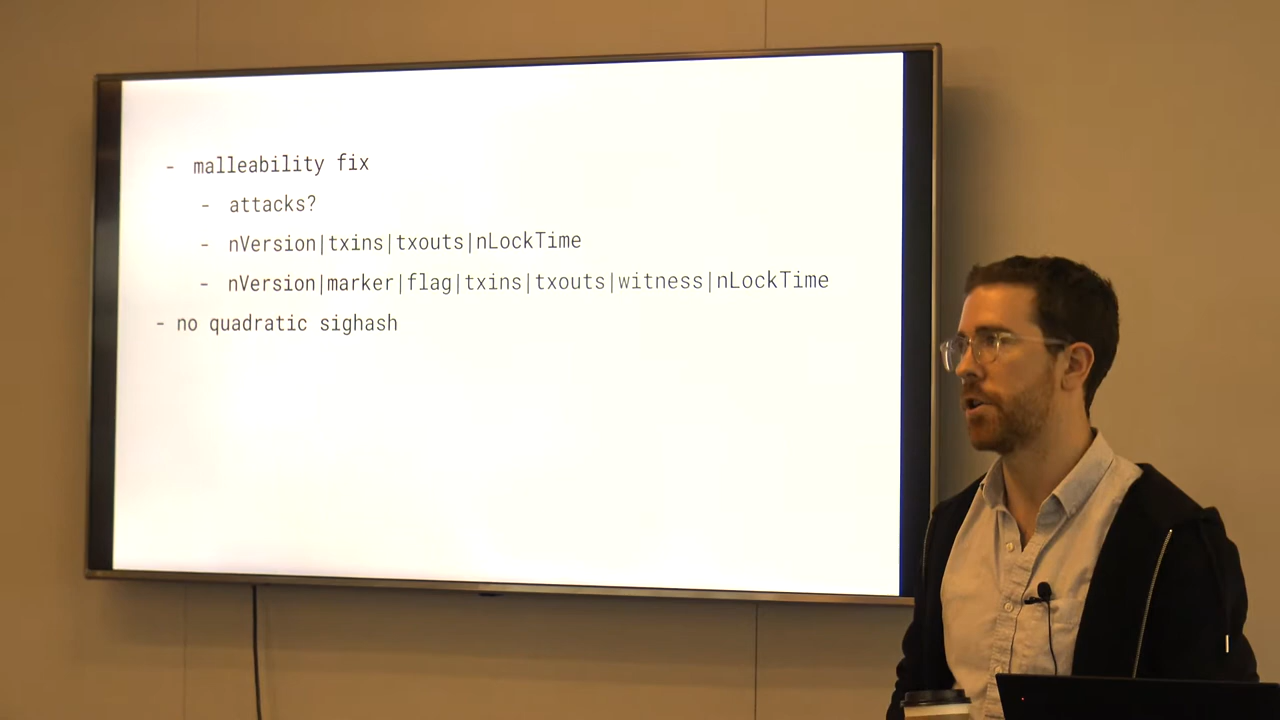 - malleability fix
- attacks?
- nVersion|txins|txouts|nLockTime
- nVersion|marker|flag|txins|txouts|witness|nLockTime
- no quadratic sighash